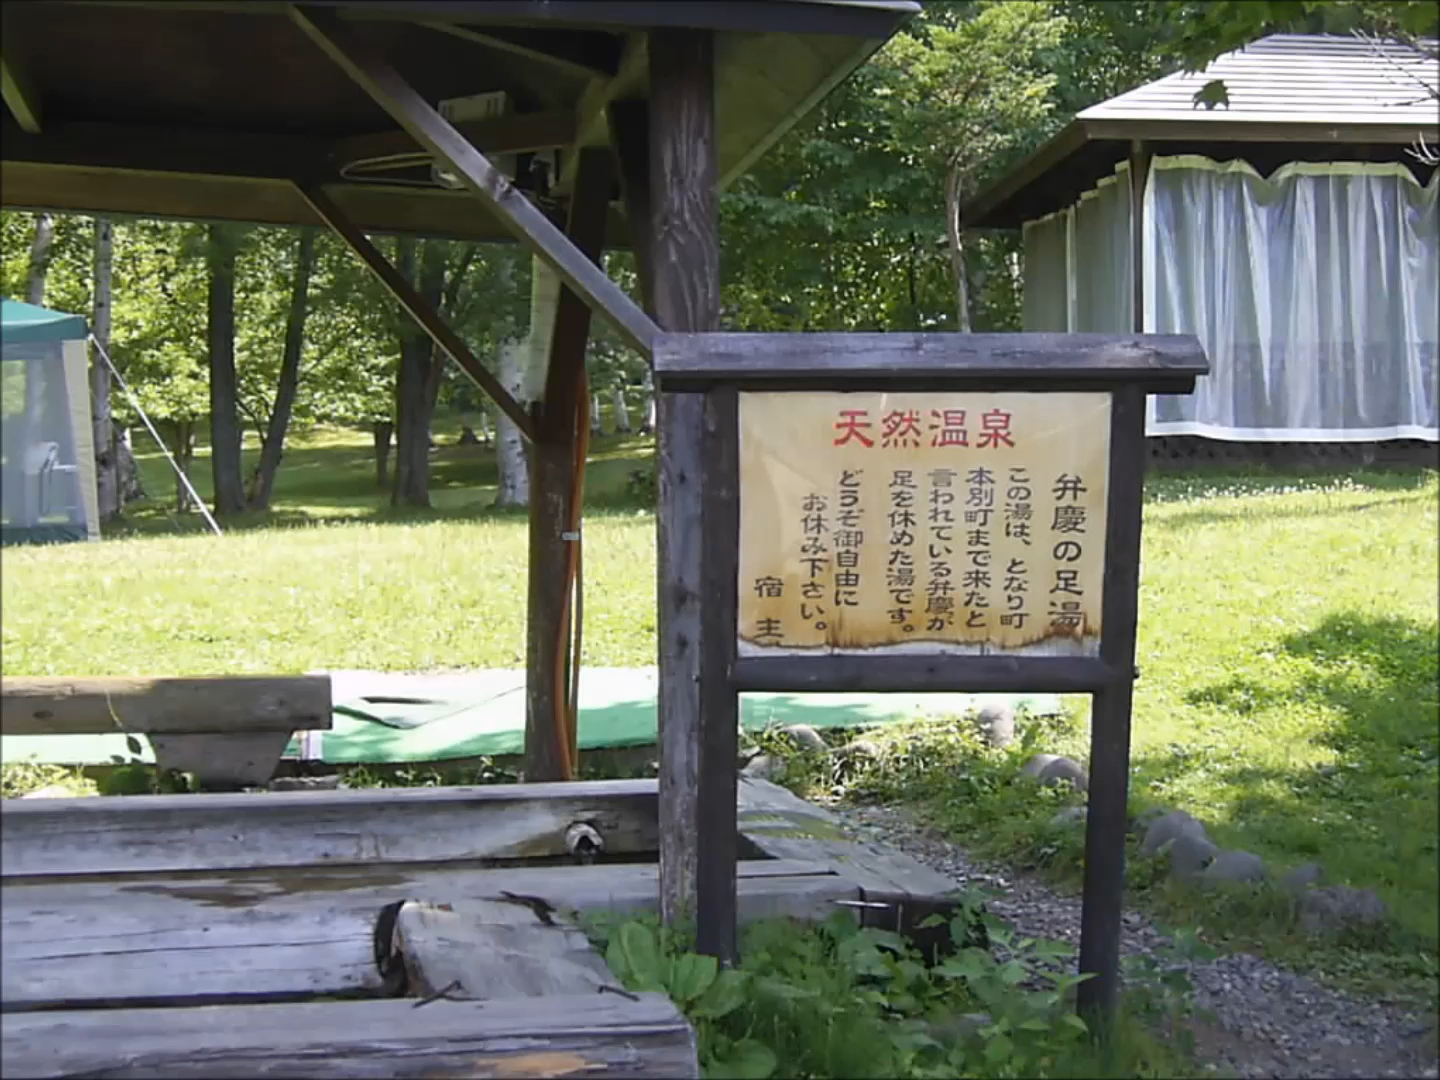 天然温泉
弁慶の足湯
この湯は、となり町
本別町まで来たと
言われている弁慶が
足を休めた湯です。
どうぞ御自由に
お休み下さい。
宿主